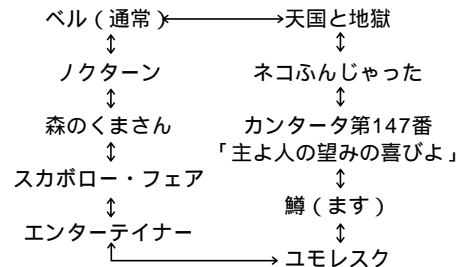 ベル（通常）
天国と地獄
ノクターン
ネコふんじゃった
森のくまさん
カンタータ第147番
「主よ人の望みの喜びよ」
スカボロー・フェア
鱒（ます）
エンターテイナー
ユモレスク